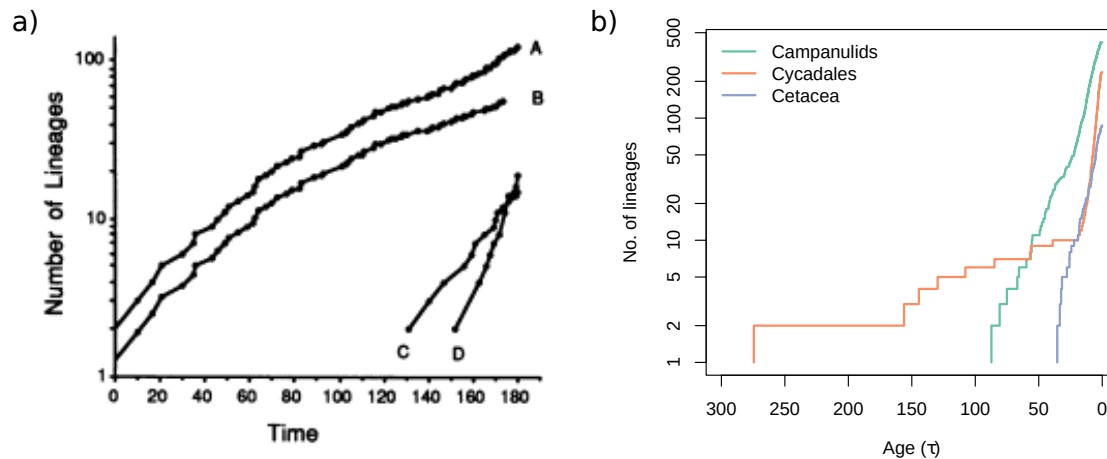 a)
Number of Lineages
100
10
1
A
B
C
D
0 20 40 60 80 100 120 140 160 180
Time
b)
No. of lineages
500
200
100
50
20
10
5
2
1
Campanulids
Cycadales
Cetacea
300 250 200 150 100 50 0
Age (τ)